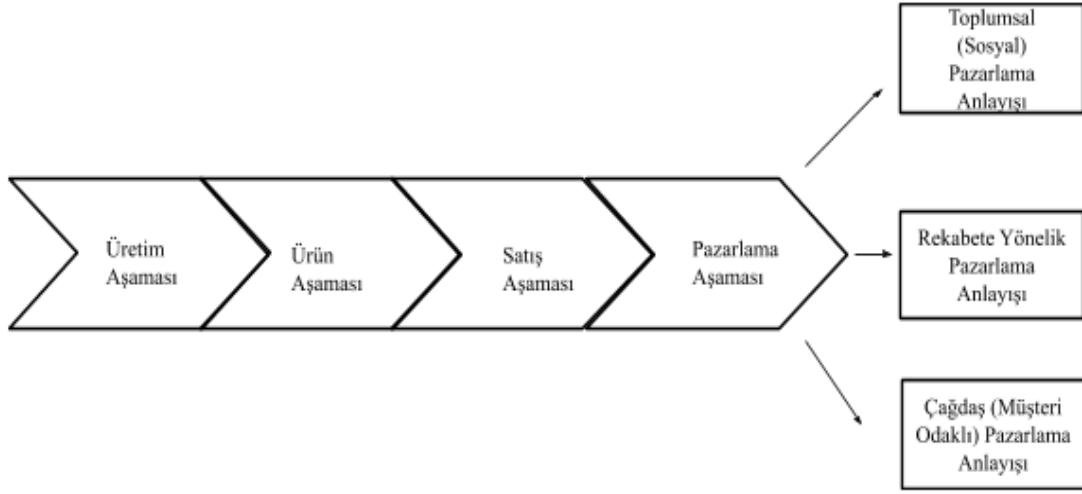 Toplumsal
(Sosyal)
Pazarlama
Anlayışı
Üretim
Aşaması
Ürün
Aşaması
Satış
Aşaması
Pazarlama
Aşaması
Rekabete Yönelik
Pazarlama
Anlayışı
Çağdaş (Müşteri
Odaklı) Pazarlama
Anlayışı